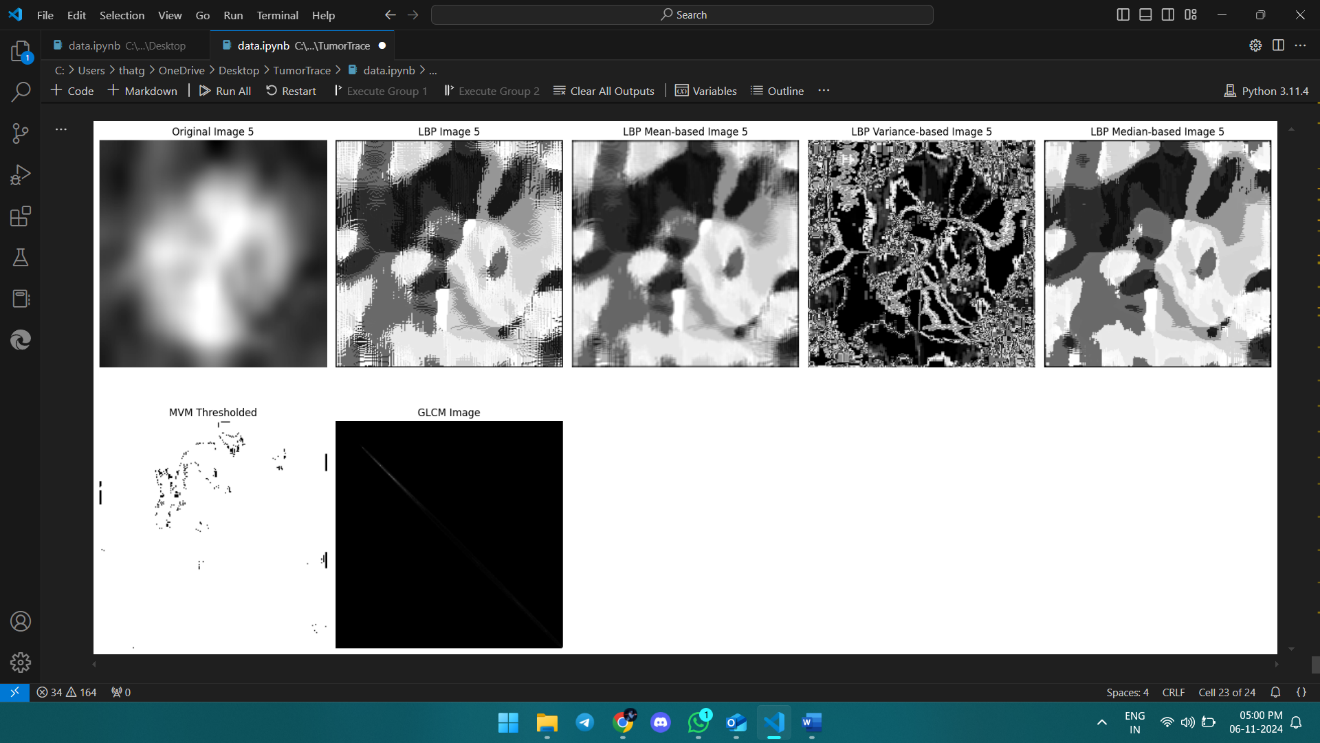 File Edit Selection View Go Run Terminal Help
Search
data.ipynb C:\...\Desktop
data.ipynb C:\...\TumorTrace
1
C: > Users > thatg > OneDrive > Desktop > TumorTrace > data.ipynb > ...
Code Markdown Run All Restart Execute Group 1 Execute Group 2 Clear All Outputs Variables Outline ...
Python 3.11.4
Original Image 5
LBP Image 5
LBP Mean-based Image 5
LBP Variance-based Image 5
LBP Median-based Image 5
MVM Thresholded
GLCM Image
34 164 0
Spaces: 4 CRLF Cell 23 of 24
1
ENG
IN
05:00 PM
06-11-2024